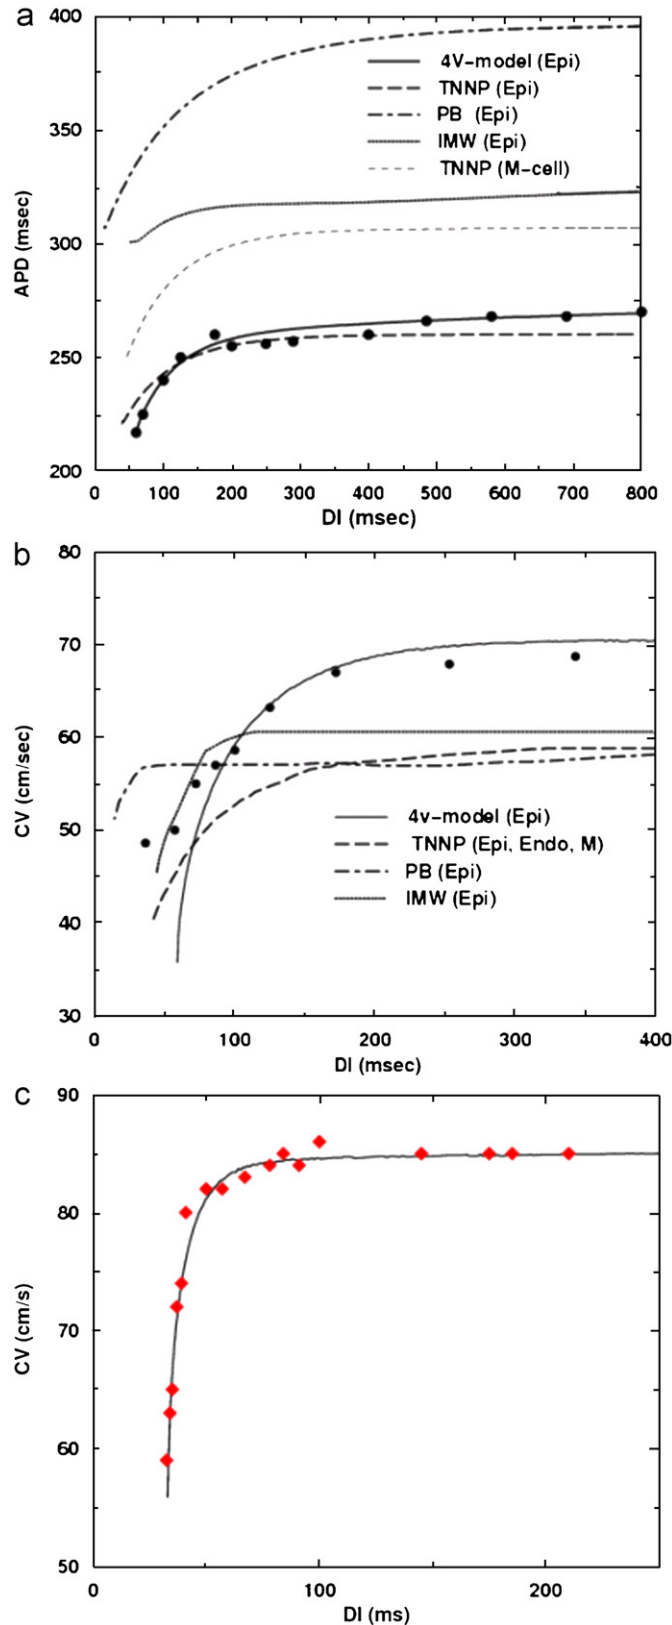 a
400
350
300
250
200
APD (msec)
4V-model (Epi)
TNNP (Epi)
PB (Epi)
IMW (Epi)
TNNP (M-cell)
0 100 200 300 400 500 600 700 800
DI (msec)
b
80
70
60
50
40
30
CV (cm/sec)
4v-model (Epi)
TNNP (Epi, Endo, M)
PB (Epi)
IMW (Epi)
0 100 200 300 400
DI (msec)
c
90
80
70
60
50
CV (cm/s)
0 100 200
DI (ms)